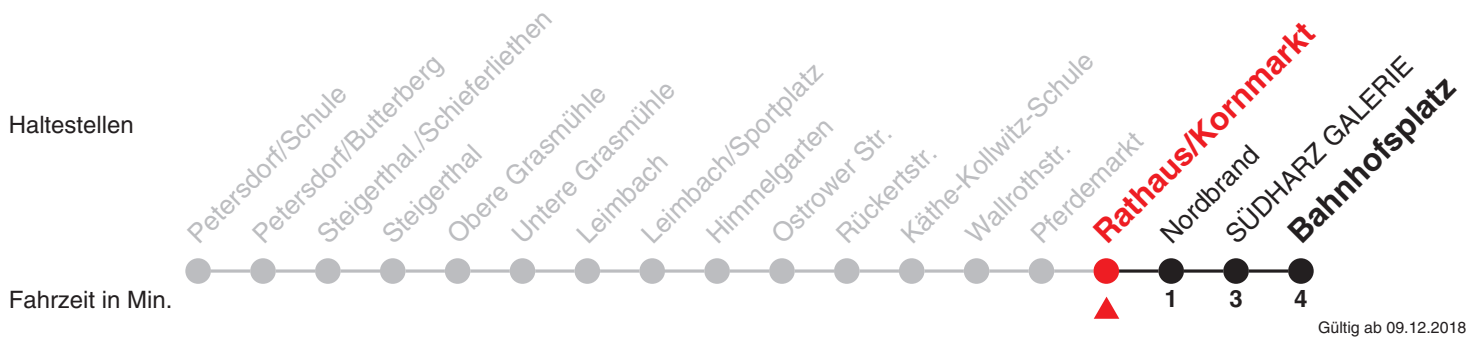 Haltestellen
Petersdorf/Schule
Petersdorf/Butterberg
Steigerthal./Schieferliethen
Steigerthal
Obere Grasmühle
Untere Grasmühle
Leimbach
Leimbach/Sportplatz
Himmelgarten
Ostrower Str.
Rückertstr.
Käthe-Kollwitz-Schule
Wallrothstr.
Pferdemarkt
Rathaus/Kornmarkt
Nordbrand
SÜDHARZ GALERIE
Bahnhofsplatz
Fahrzeit in Min.
1 3 4
Gültig ab 09.12.2018